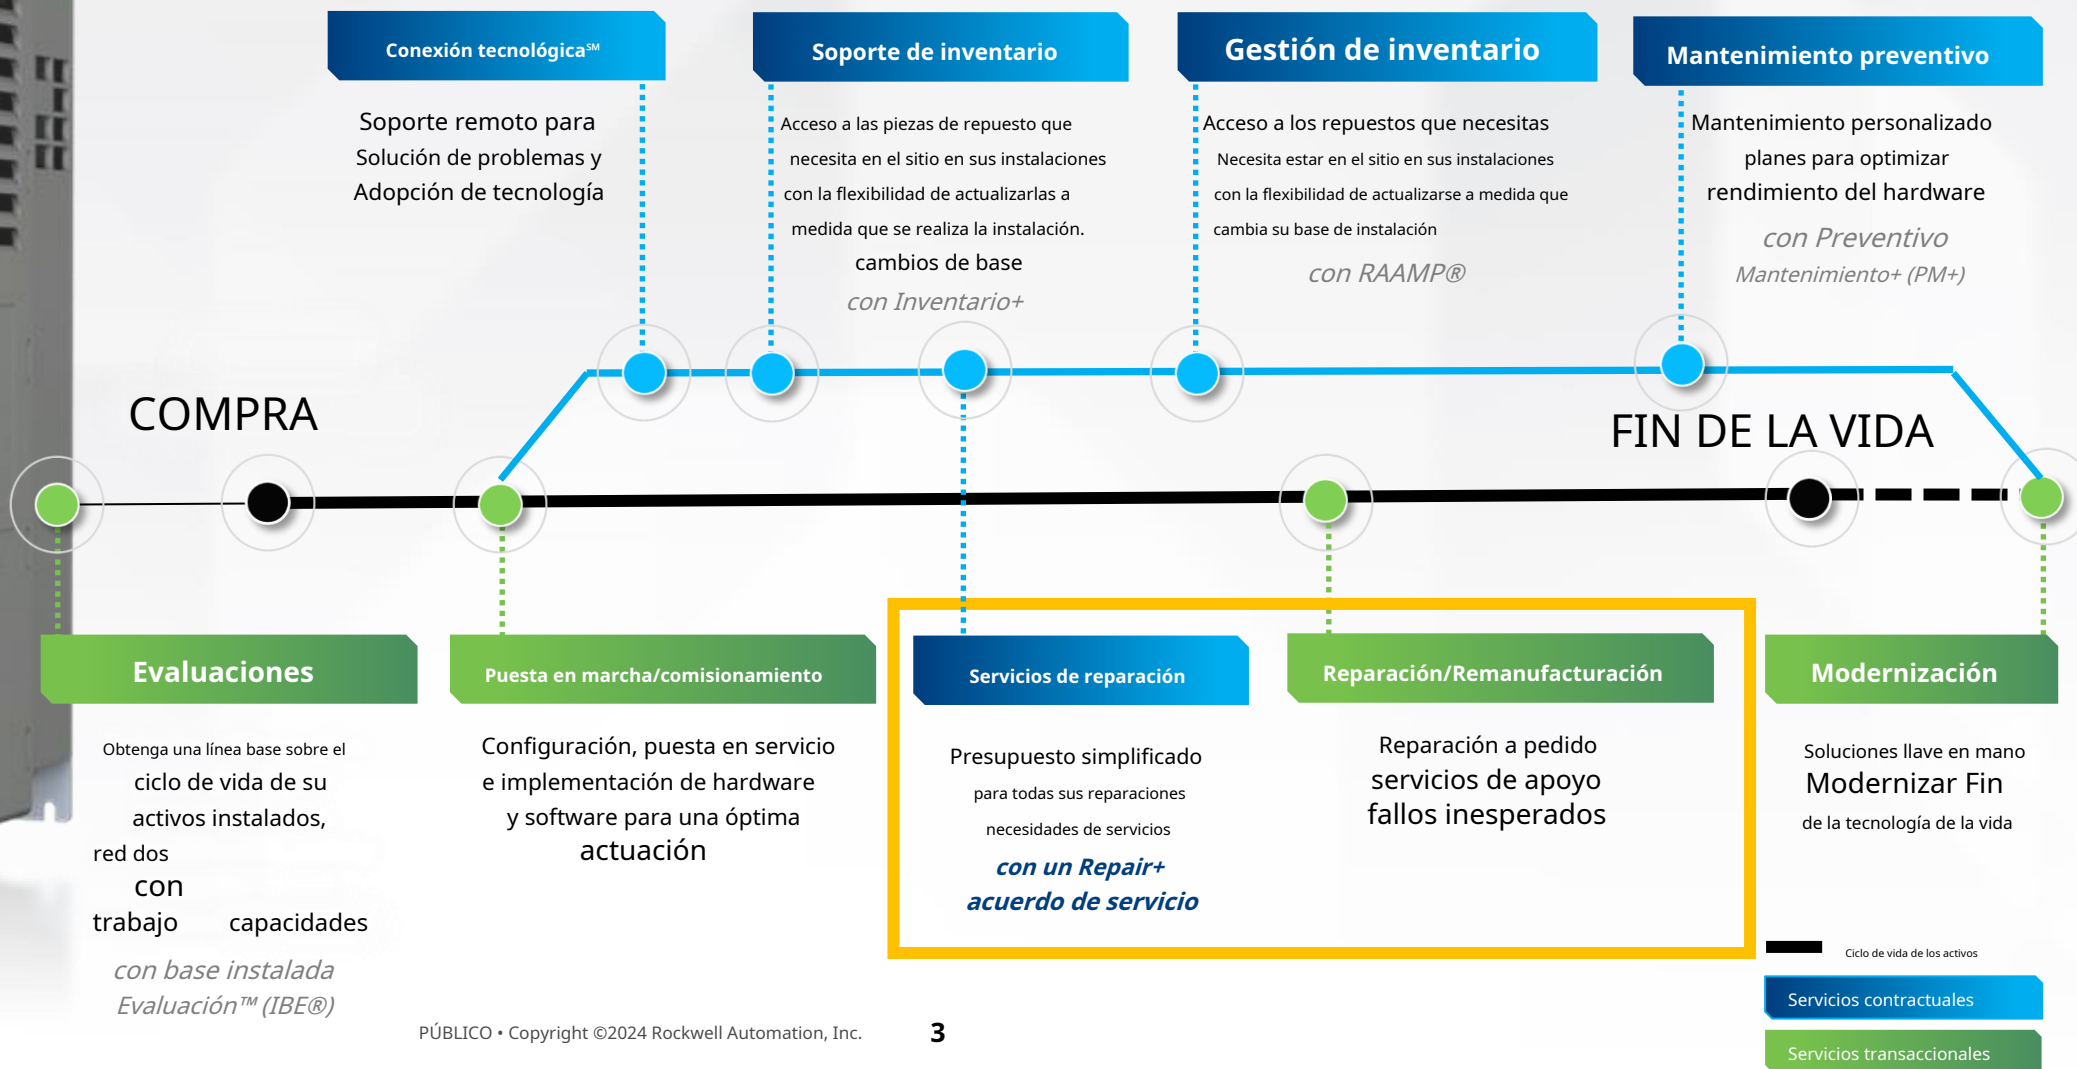 Conexión tecnológica℠
Soporte remoto para
Solución de problemas y
Adopción de tecnología
Soporte de inventario
Acceso a las piezas de repuesto que
necesita en el sitio en sus instalaciones
con la flexibilidad de actualizarlas a
medida que se realiza la instalación.
cambios de base
con Inventario+
Gestión de inventario
Acceso a los repuestos que necesitas
Necesita estar en el sitio en sus instalaciones
con la flexibilidad de actualizarse a medida que
cambia su base de instalación
con RAAMP®
Mantenimiento preventivo
Mantenimiento personalizado
planes para optimizar
rendimiento del hardware
con Preventivo
Mantenimiento+ (PM+)
COMPRA
FIN DE LA VIDA
Evaluaciones
Obtenga una línea base sobre el
ciclo de vida de su
activos instalados,
red dos
con
trabajo capacidades
con base instalada
Evaluación™ (IBE®)
Puesta en marcha/comisionamiento
Configuración, puesta en servicio
e implementación de hardware
y software para una óptima
actuación
Servicios de reparación
Presupuesto simplificado
para todas sus reparaciones
necesidades de servicios
con un Repair+
acuerdo de servicio
Reparación/Remanufacturación
Reparación a pedido
servicios de apoyo
fallos inesperados
Modernización
Soluciones llave en mano
Modernizar Fin
de la tecnología de la vida
Ciclo de vida de los activos
Servicios contractuales
Servicios transaccionales
PÚBLICO • Copyright ©2024 Rockwell Automation, Inc.
3